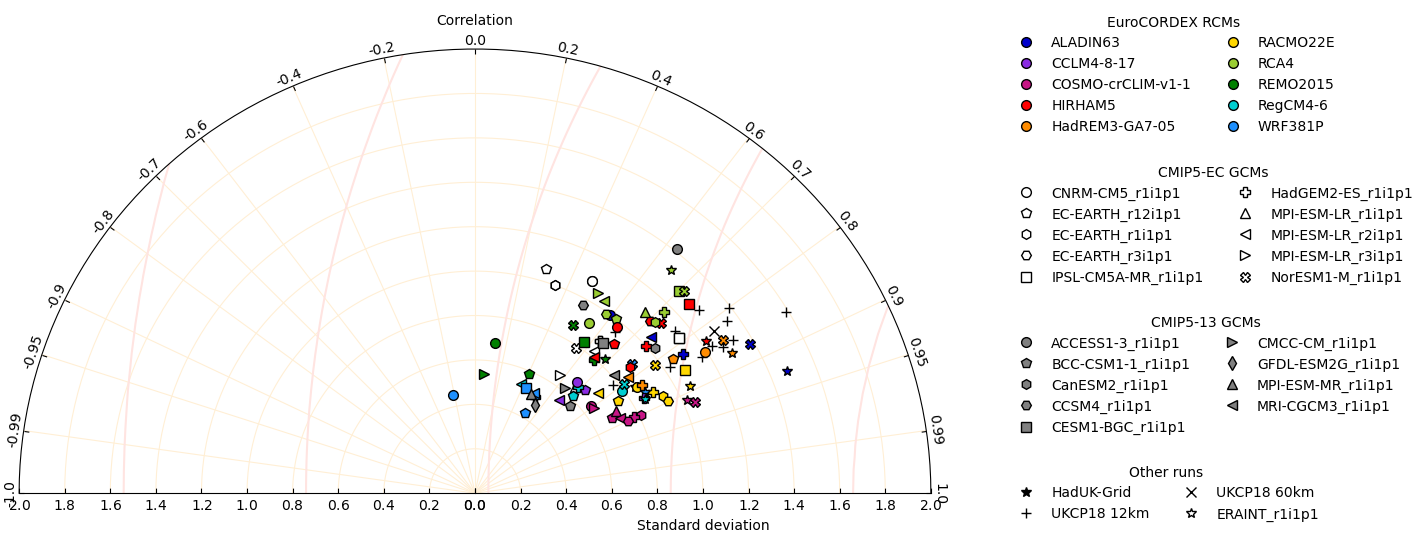 Correlation
0.0
-0.2
0.2
-0.4
0.4
-0.6
0.6
-0.7
0.7
-0.8
0.8
-0.9
0.9
-0.95
0.95
-0.99
0.99
-1.0
1.0
2.0 1.8 1.6 1.4 1.2 1.0 0.8 0.6 0.4 0.2 0.0 0.2 0.4 0.6 0.8 1.0 1.2 1.4 1.6 1.8 2.0
Standard deviation
EuroCORDEX RCMs
ALADIN63 RACMO22E
CCLM4-8-17 RCA4
COSMO-crCLIM-v1-1 REMO2015
HIRHAM5 RegCM4-6
HadREM3-GA7-05 WRF381P
CMIP5-EC GCMs
CNRM-CM5_r1i1p1 HadGEM2-ES_r1i1p1
EC-EARTH_r12i1p1 MPI-ESM-LR_r1i1p1
EC-EARTH_r1i1p1 MPI-ESM-LR_r2i1p1
EC-EARTH_r3i1p1 MPI-ESM-LR_r3i1p1
IPSL-CM5A-MR_r1i1p1 NorESM1-M_r1i1p1
CMIP5-13 GCMs
ACCESS1-3_r1i1p1 CMCC-CM_r1i1p1
BCC-CSM1-1_r1i1p1 GFDL-ESM2G_r1i1p1
CanESM2_r1i1p1 MPI-ESM-MR_r1i1p1
CCSM4_r1i1p1 MRI-CGCM3_r1i1p1
CESM1-BGC_r1i1p1
Other runs
HadUK-Grid UKCP18 60km
UKCP18 12km ERAINT_r1i1p1